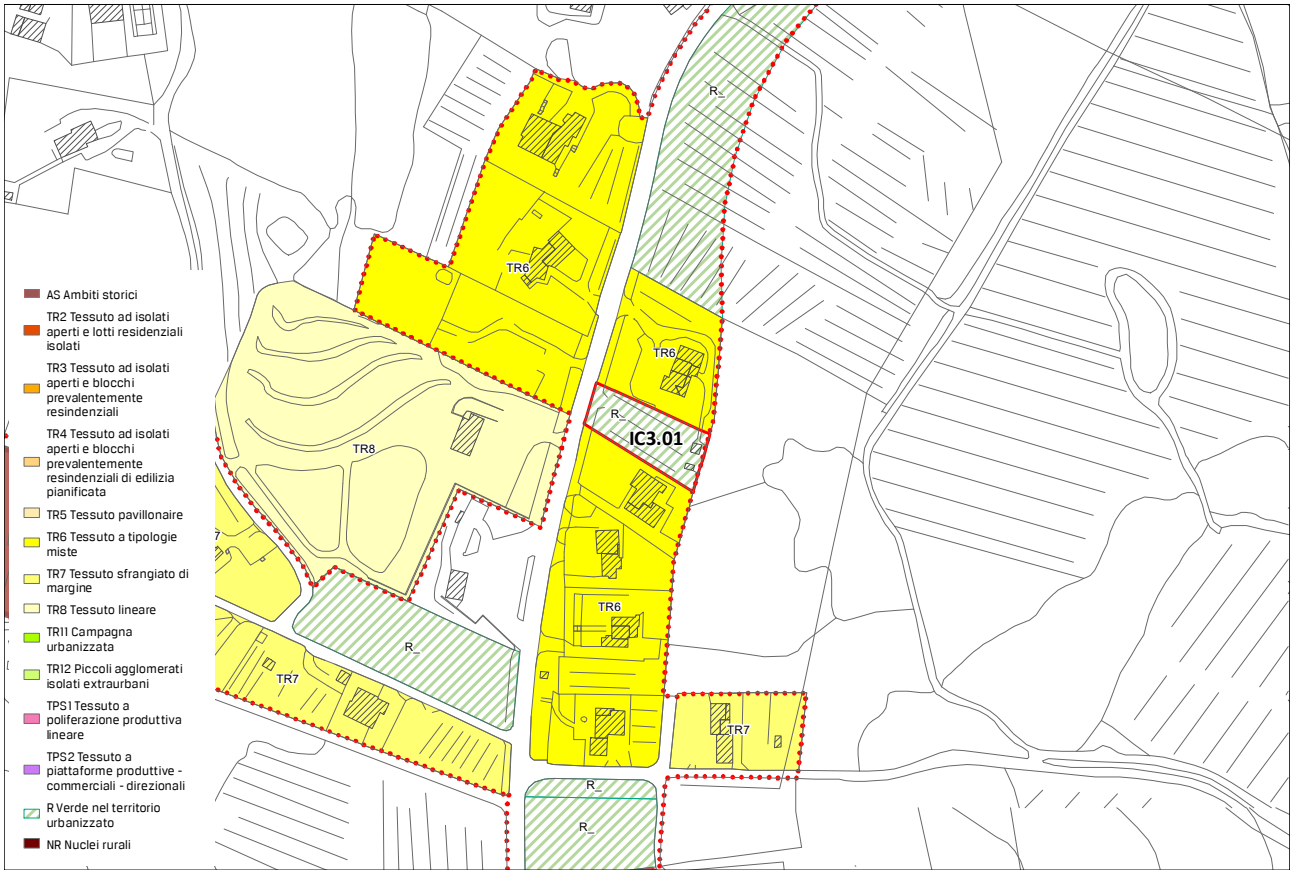 AS Ambiti storici
TR2 Tessuto ad isolati
aperti e lotti residenziali
isolati
TR3 Tessuto ad isolati
aperti e blocchi
prevalentemente
resindenziali
TR4 Tessuto ad isolati
aperti e blocchi
prevalentemente
residenziali di edilizia
pianificata
TR5 Tessuto pavillonaire
TR6 Tessuto a tipologie
miste
TR7 Tessuto sfrangiato di
margine
TR8 Tessuto lineare
TR11 Campagna
urbanizzata
TR12 Piccoli agglomerati
isolati extraurbani
TPS1 Tessuto a
poliferazione produttiva
lineare
TPS2 Tessuto a
piattaforme produttive -
commerciali - direzionali
R Verde nel territorio
urbanizzato
NR Nuclei rurali
R_
TR6
TR6
R_
IC3.01
TR8
7
TR6
R_
TR7
TR7
R_
R_